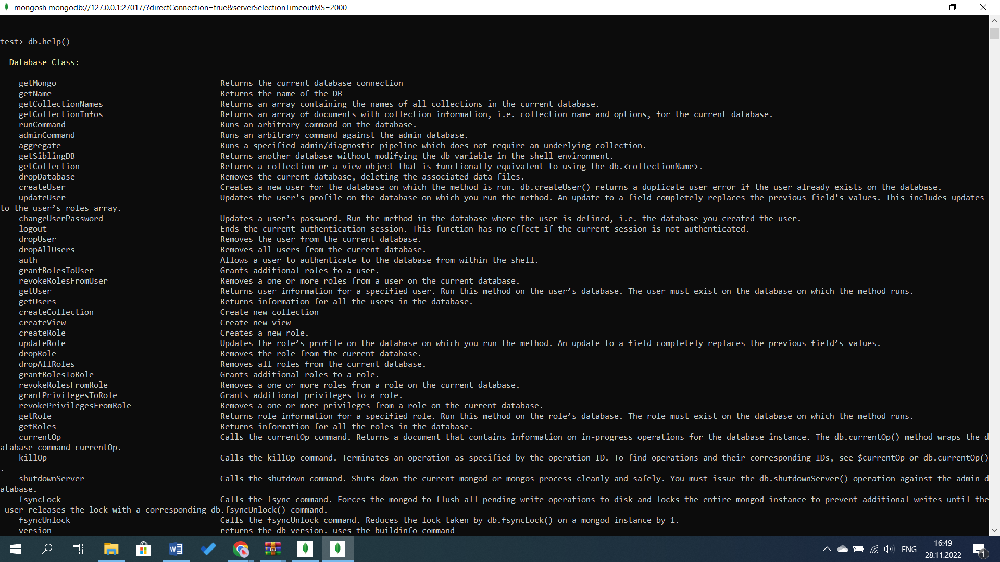 mongosh mongodb://127.0.0.1:27017/?directConnection=true&serverSelectionTimeoutMS=2000
------
test> db.help()
  Database Class:
    getMongo                                   Returns the current database connection
    getName                                    Returns the name of the DB
    getCollectionNames                         Returns an array containing the names of all collections in the current database.
    getCollectionInfos                         Returns an array of documents with collection information, i.e. collection name and options, for the current database.
    runCommand                                 Runs an arbitrary command on the database.
    adminCommand                               Runs an arbitrary command against the admin database.
    aggregate                                  Runs a specified admin/diagnostic pipeline which does not require an underlying collection.
    getSiblingDB                               Returns another database without modifying the db variable in the shell environment.
    getCollection                              Returns a collection or a view object that is functionally equivalent to using the db.<collectionName>.
    dropDatabase                               Removes the current database, deleting the associated data files.
    createUser                                 Creates a new user for the database on which the method is run. db.createUser() returns a duplicate user error if the user already exists on the database.
    updateUser                                 Updates the user’s profile on the database on which you run the method. An update to a field completely replaces the previous field’s values. This includes updates
to the user’s roles array.
    changeUserPassword                         Updates a user’s password. Run the method in the database where the user is defined, i.e. the database you created the user.
    logout                                     Ends the current authentication session. This function has no effect if the current session is not authenticated.
    dropUser                                   Removes the user from the current database.
    dropAllUsers                               Removes all users from the current database.
    auth                                       Allows a user to authenticate to the database from within the shell.
    grantRolesToUser                           Grants additional roles to a user.
    revokeRolesFromUser                        Removes a one or more roles from a user on the current database.
    getUser                                    Returns user information for a specified user. Run this method on the user’s database. The user must exist on the database on which the method runs.
    getUsers                                   Returns information for all the users in the database.
    createCollection                           Create new collection
    createView                                 Create new view
    createRole                                 Creates a new role.
    updateRole                                 Updates the role’s profile on the database on which you run the method. An update to a field completely replaces the previous field’s values.
    dropRole                                   Removes the role from the current database.
    dropAllRoles                               Removes all roles from the current database.
    grantRolesToRole                           Grants additional roles to a role.
    revokeRolesFromRole                        Removes a one or more roles from a role on the current database.
    grantPrivilegesToRole                      Grants additional privileges to a role.
    revokePrivilegesFromRole                   Removes a one or more privileges from a role on the current database.
    getRole                                    Returns role information for a specified role. Run this method on the role’s database. The role must exist on the database on which the method runs.
    getRoles                                   Returns information for all the roles in the database.
    currentOp                                  Calls the currentOp command. Returns a document that contains information on in-progress operations for the database instance. The db.currentOp() method wraps the d
atabase command currentOp.
    killOp                                     Calls the killOp command. Terminates an operation as specified by the operation ID. To find operations and their corresponding IDs, see $currentOp or db.currentOp()
.
    shutdownServer                             Calls the shutdown command. Shuts down the current mongod or mongos process cleanly and safely. You must issue the db.shutdownServer() operation against the admin d
atabase.
    fsyncLock                                  Calls the fsync command. Forces the mongod to flush all pending write operations to disk and locks the entire mongod instance to prevent additional writes until the
 user releases the lock with a corresponding db.fsyncUnlock() command.
    fsyncUnlock                                Calls the fsyncUnlock command. Reduces the lock taken by db.fsyncLock() on a mongod instance by 1.
    version                                    returns the db version. uses the buildinfo command
W
ENG
16:49
28.11.2022
1